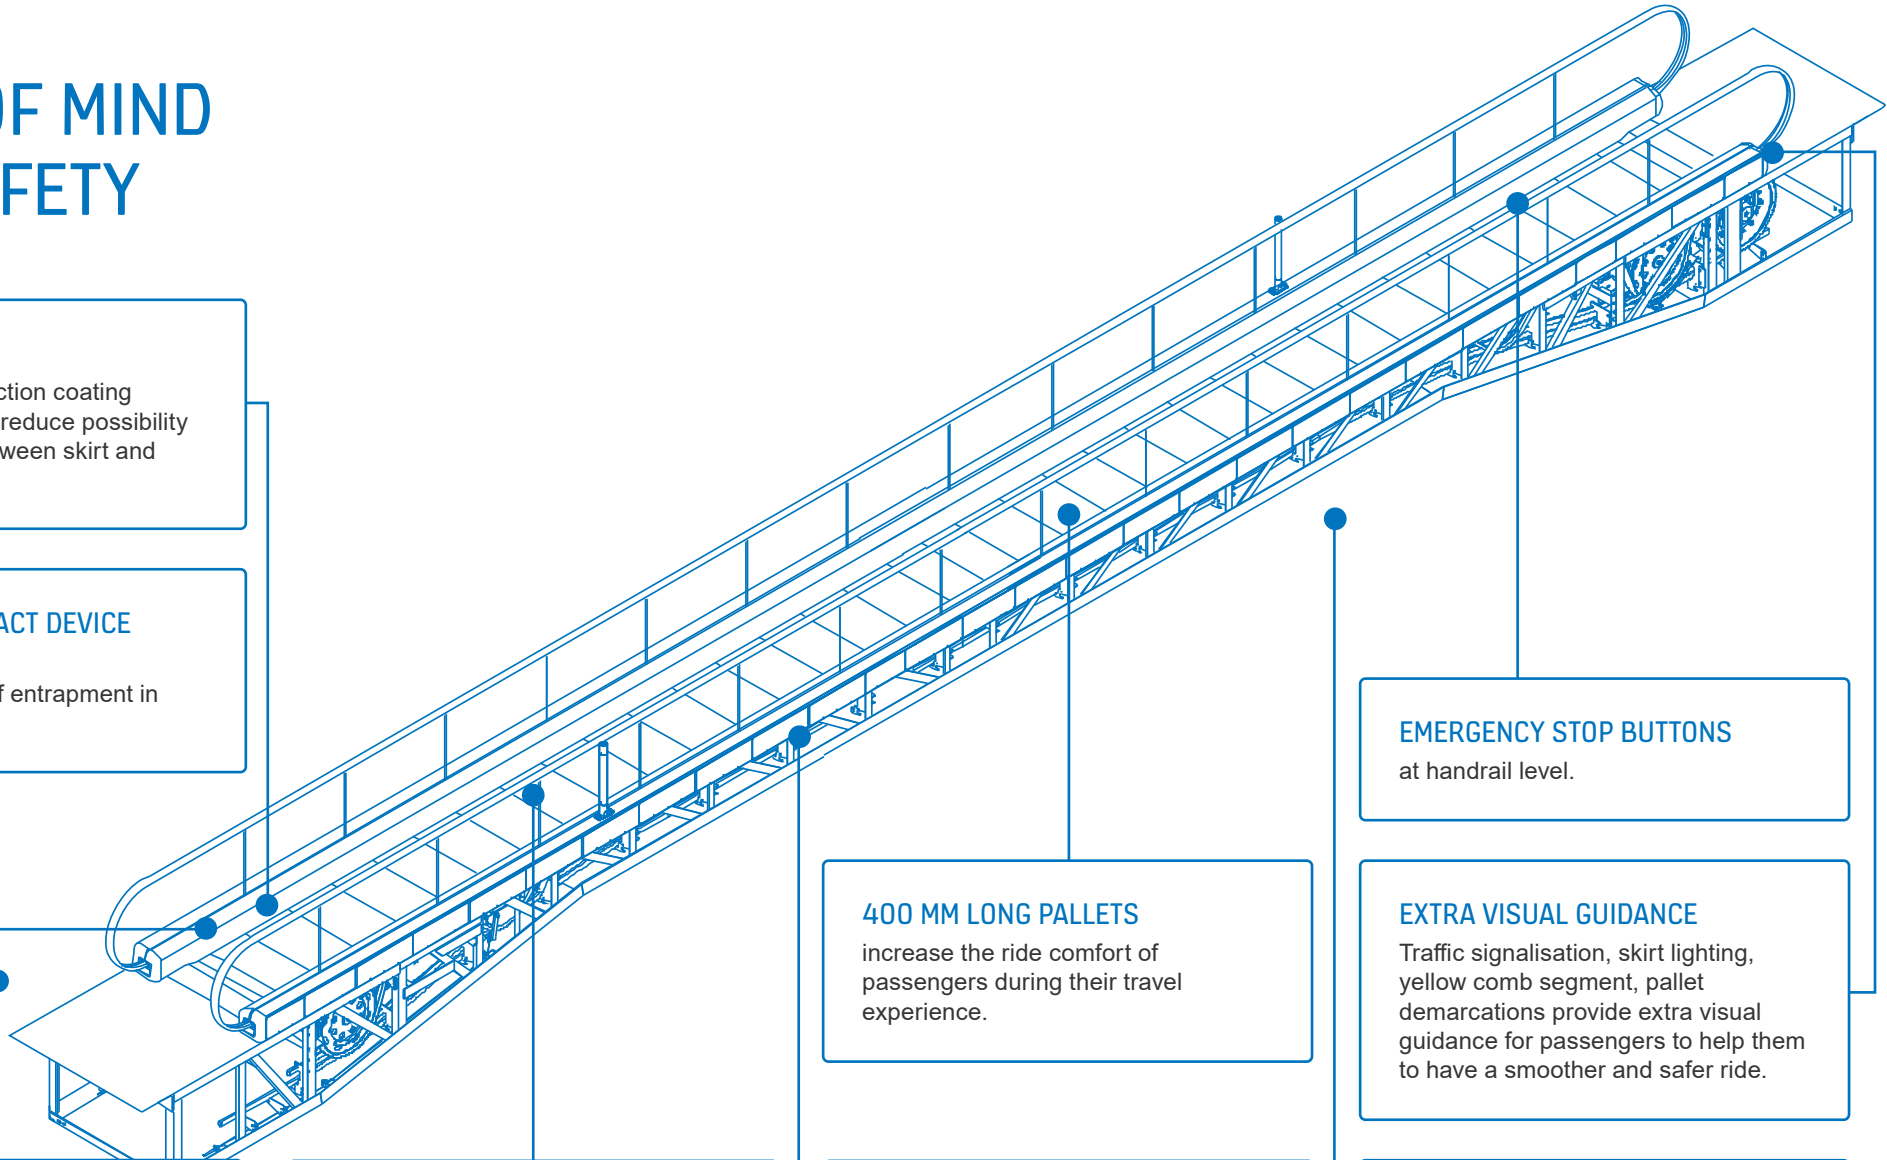 OF MIND
FETY
ction coating
reduce possibility
ween skirt and
ACT DEVICE
f entrapment in
EMERGENCY STOP BUTTONS
at handrail level.
400 MM LONG PALLETS
increase the ride comfort of
passengers during their travel
experience.
EXTRA VISUAL GUIDANCE
Traffic signalisation, skirt lighting,
yellow comb segment, pallet
demarcations provide extra visual
guidance for passengers to help them
to have a smoother and safer ride.